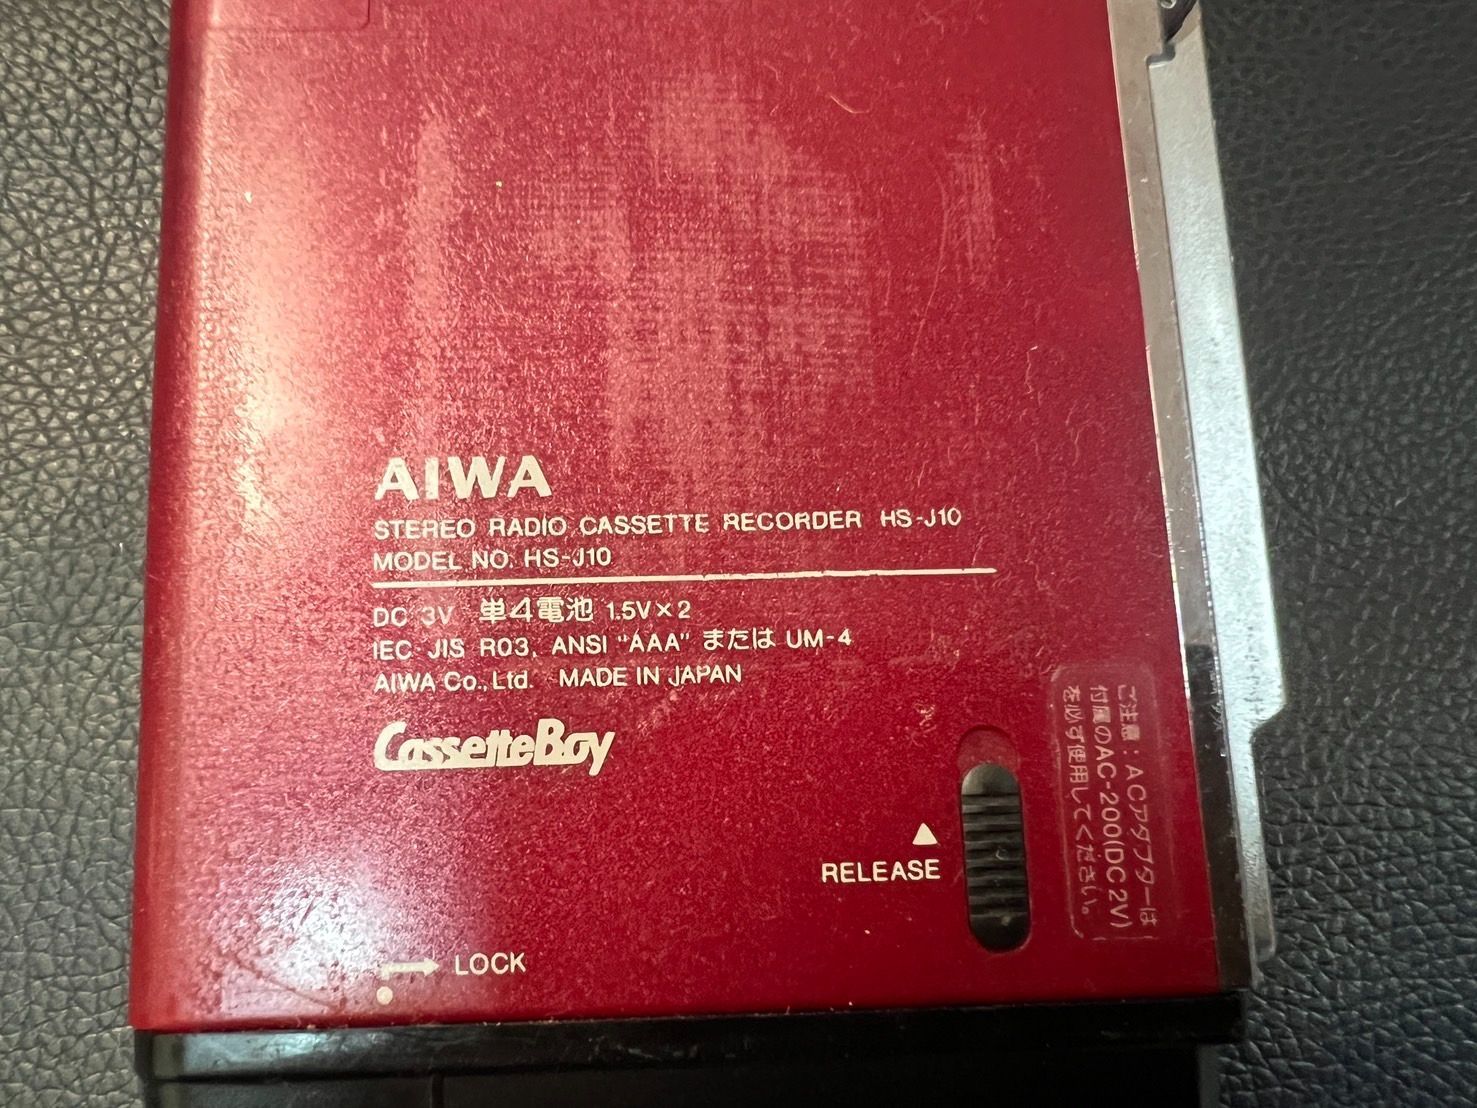 AIWA
STEREO RADIO CASSETTE RECORDER HS-J10
MODEL NO. HS-J10
DC 3V 単4電池 1.5V×2
IEC JIS R03, ANSI "AAA" または UM-4
AIWA Co., Ltd. MADE IN JAPAN
CassetteBoy
RELEASE
LOCK
ご注意:ACアダプターは
付属のAC-200(DC2V)
を必ず使用してください。